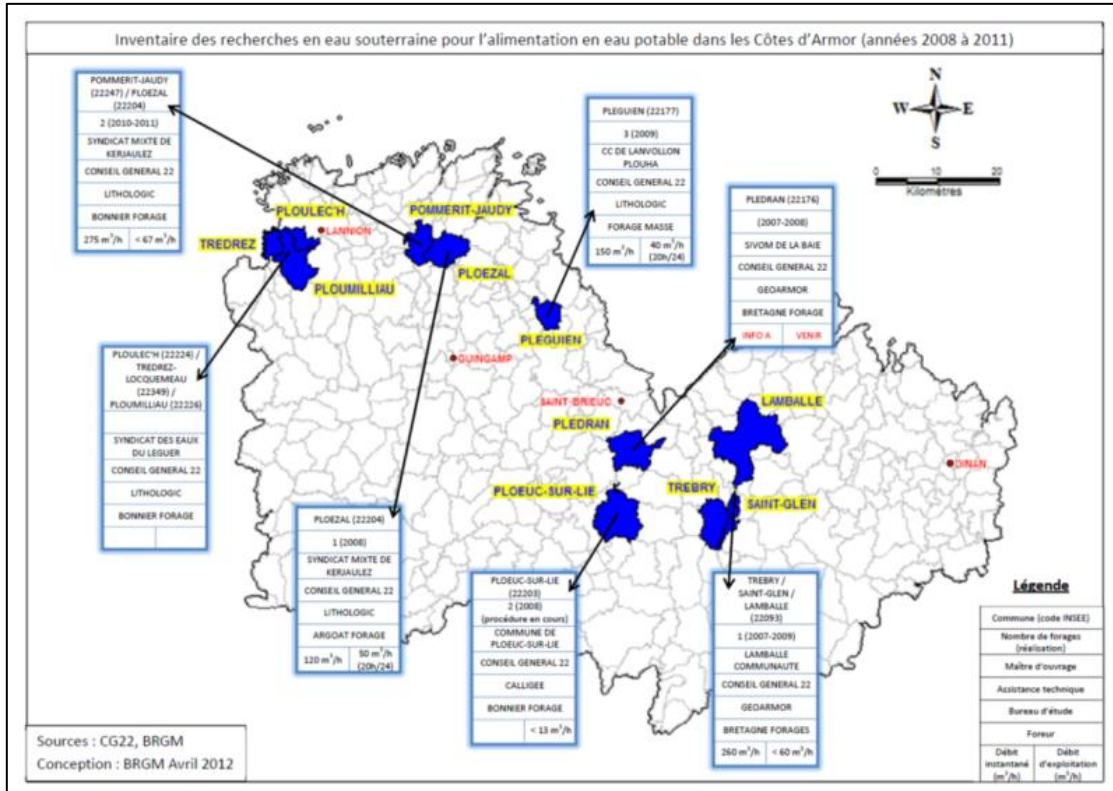 Inventaire des recherches en eau souterraine pour l'alimentation en eau potable dans les Côtes d'Armor (années 2008 à 2011)
POMMERIT-JAUDY
(22247) / PLOEZAL
(22204)
2 (2010-2011)
SYNDICAT MIXTE DE
KERJAULEZ
CONSEIL GENERAL 22
LITHOLOGIC
BONNIER FORAGE
275 m³/h
< 67 m³/h
PLEGUIEN (22177)
3 (2009)
CC DE LANVOLLON
PLOUHA
CONSEIL GENERAL 22
LITHOLOGIC
FORAGE MASSE
150 m³/h
40 m³/h
(20h/24)
N
W
E
S
0
10
20
Kilomètres
PLEDRAN (22176)
(2007-2008)
SIVOM DE LA BAIE
CONSEIL GENERAL 22
GEOARMOR
BRETAGNE FORAGE
INFO A
VENIR
PLOULEC'H
POMMERIT-JAUDY
LANNION
TREDREZ
PLOEZAL
PLOUMILLIAU
PLEGUIEN
GUINGAMP
SAINT-BRIEUC
LAMBALLE
PLEDRAN
DINAN
PLOEUC-SUR-LIE
TREBRY
SAINT-GLEN
PLOULEC'H (22224) /
TREDREZ-
LOCQUEMEAU
(22349) /
PLOUMILLIAU (22226)
SYNDICAT DES EAUX
DU LEGUER
CONSEIL GENERAL 22
LITHOLOGIC
BONNIER FORAGE
PLOEZAL (22204)
1 (2008)
SYNDICAT MIXTE DE
KERJAULEZ
CONSEIL GENERAL 22
LITHOLOGIC
ARGOAT FORAGE
120 m³/h
50 m³/h
(20h/24)
PLOEUC-SUR-LIE
(22203)
2 (2008)
(procédure en cours)
COMMUNE DE
PLOEUC-SUR-LIE
CONSEIL GENERAL 22
CALLIGEE
BONNIER FORAGE
< 13 m³/h
TREBRY /
SAINT-GLEN /
LAMBALLE
(22093)
1 (2007-2009)
LAMBALLE
COMMUNAUTE
CONSEIL GENERAL 22
GEOARMOR
BRETAGNE FORAGES
260 m³/h
< 60 m³/h
Légende
Commune (code INSEE)
Nombre de forages
(réalisation)
Maître d'ouvrage
Assistance technique
Bureau d'étude
Foreur
Débit
instantané
(m³/h)
Débit
d'exploitation
(m³/h)
Sources : CG22, BRGM
Conception : BRGM Avril 2012